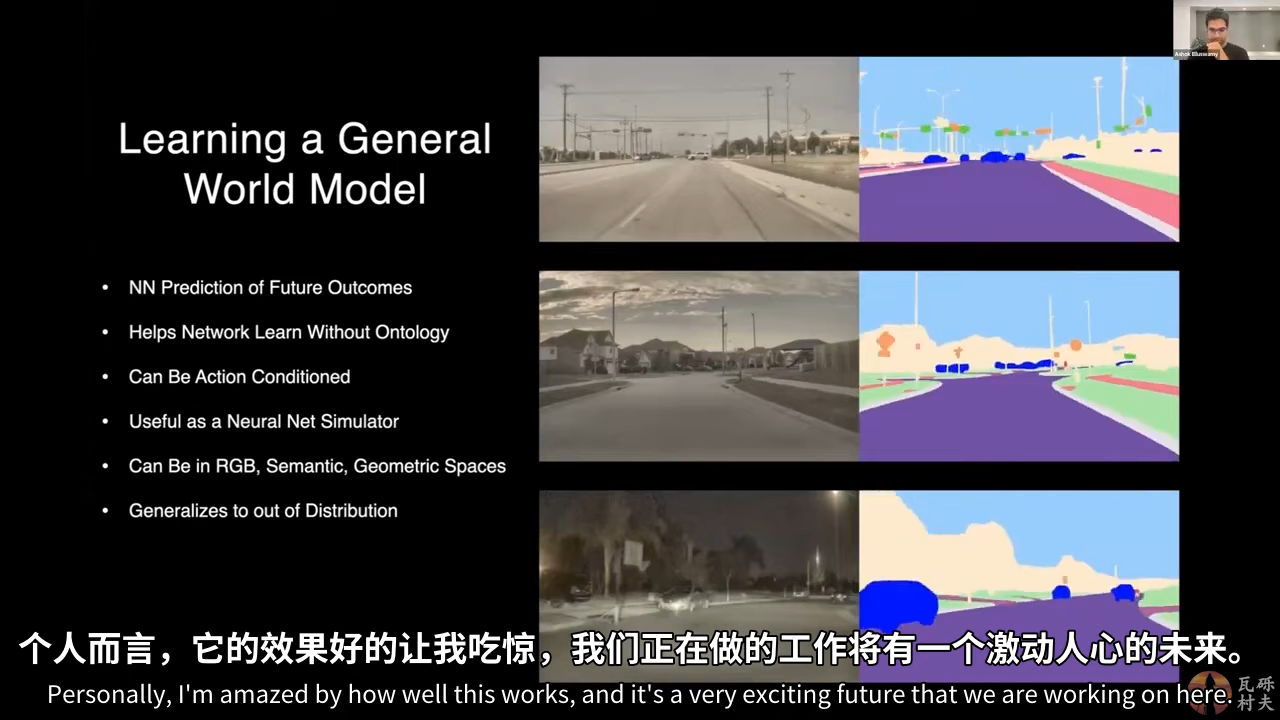 Ashok Elluswamy
Learning a General
World Model
• NN Prediction of Future Outcomes
• Helps Network Learn Without Ontology
• Can Be Action Conditioned
• Useful as a Neural Net Simulator
• Can Be in RGB, Semantic, Geometric Spaces
• Generalizes to out of Distribution
个人而言，它的效果好的让我吃惊，我们正在做的工作将有一个激动人心的未来。
Personally, I'm amazed by how well this works, and it's a very exciting future that we are working on here.
瓦砾
村夫